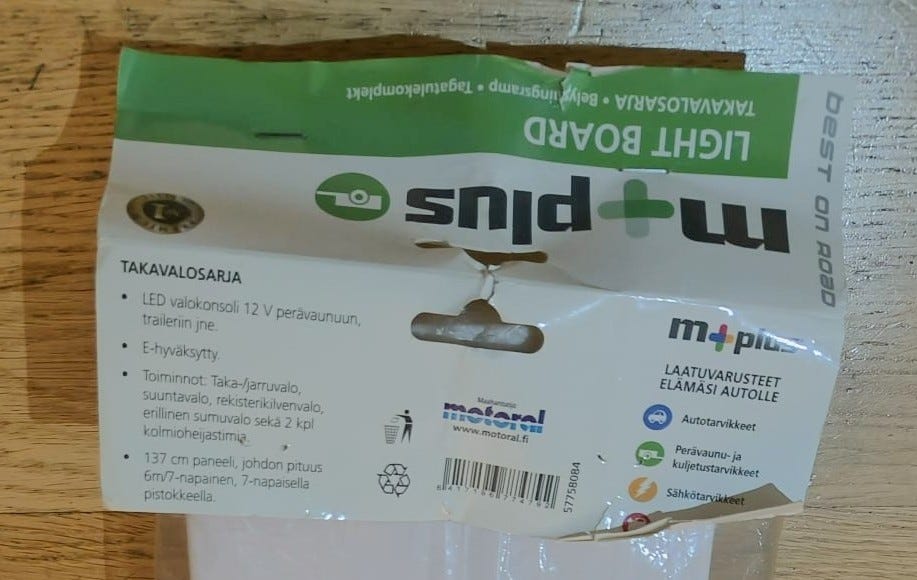 best on road
LIGHT BOARD
TAKAVALOSARJA • Tagatulekomplekt
m+plus
TAKAVALOSARJA
• LED valokonsoli 12 V perävaunuun,
traileriin jne.
• E-hyväksytty.
• Toiminnot: Taka-/jarruvalo,
suuntavalo, rekisterikilvenvalo,
erillinen sumuvalo sekä 2 kpl
kolmioheijastimia.
• 137 cm paneeli, johdon pituus
6m/7-napainen, 7-napaisella
pistokkeella.
Maahantuoja
motoral
www.motoral.fi
57758084
m+plus
LAATUVARUSTEET
ELÄMÄSI AUTOLLE
Autotarvikkeet
Perävaunu- ja
kuljetustarvikkeet
Sähkötarvikkeet